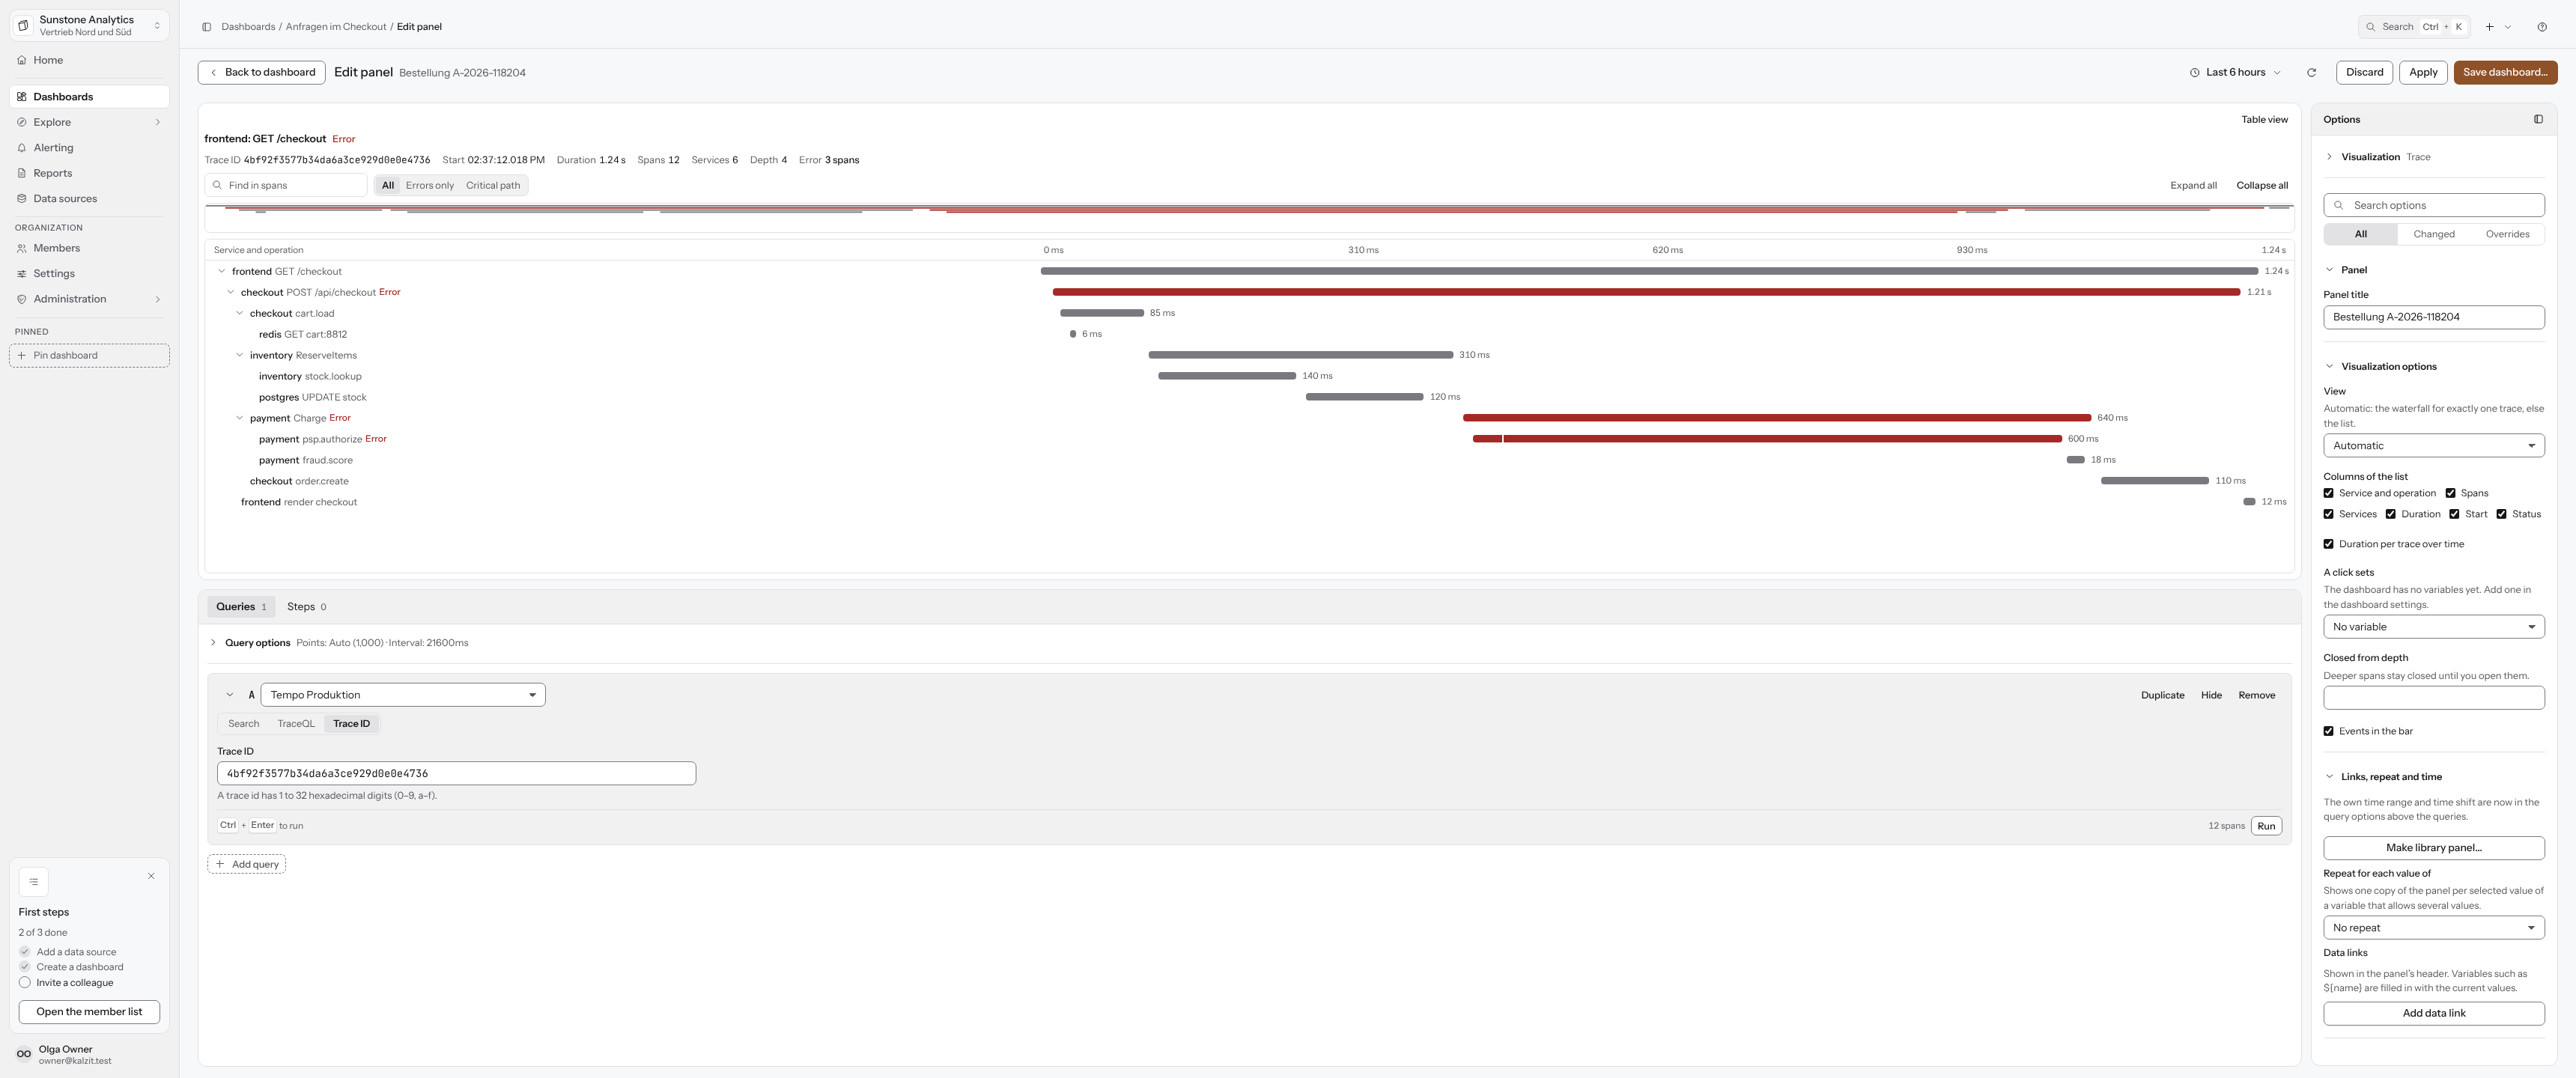 Sunstone Analytics
Vertrieb Nord und Süd
Home
Dashboards
Explore
Alerting
Reports
Data sources
ORGANIZATION
Members
Settings
Administration
PINNED
Pin dashboard
First steps
2 of 3 done
Add a data source
Create a dashboard
Invite a colleague
Open the member list
OO Olga Owner
owner@kalzit.test
Dashboards / Anfragen im Checkout / Edit panel
Search Ctrl + K
Back to dashboard Edit panel Bestellung A-2026-118204
Last 6 hours Discard Apply Save dashboard...
Table view
frontend: GET /checkout Error
Trace ID 4bf92f3577b34da6a3ce929d0e0e4736 Start 02:37:12.018 PM Duration 1.24 s Spans 12 Services 6 Depth 4 Error 3 spans
Find in spans All Errors only Critical path Expand all Collapse all
Service and operation 0 ms 310 ms 620 ms 930 ms 1.24 s
frontend GET /checkout 1.24 s
checkout POST /api/checkout Error 1.21 s
checkout cart.load 85 ms
redis GET cart:8812 6 ms
inventory ReserveItems 310 ms
inventory stock.lookup 140 ms
postgres UPDATE stock 120 ms
payment Charge Error 640 ms
payment psp.authorize Error 600 ms
payment fraud.score 18 ms
checkout order.create 110 ms
frontend render checkout 12 ms
Queries 1 Steps 0
Query options Points: Auto (1,000) · Interval: 21600ms
A Tempo Produktion Duplicate Hide Remove
Search TraceQL Trace ID
Trace ID
4bf92f3577b34da6a3ce929d0e0e4736
A trace id has 1 to 32 hexadecimal digits (0–9, a–f).
Ctrl + Enter to run 12 spans Run
Add query
Options
Visualization Trace
Search options
All Changed Overrides
Panel
Panel title
Bestellung A-2026-118204
Visualization options
View
Automatic: the waterfall for exactly one trace, else
the list.
Automatic
Columns of the list
Service and operation Spans
Services Duration Start Status
Duration per trace over time
A click sets
The dashboard has no variables yet. Add one in
the dashboard settings.
No variable
Closed from depth
Deeper spans stay closed until you open them.
Events in the bar
Links, repeat and time
The own time range and time shift are now in the
query options above the queries.
Make library panel...
Repeat for each value of
Shows one copy of the panel per selected value of
a variable that allows several values.
No repeat
Data links
Shown in the panel's header. Variables such as
${name} are filled in with the current values.
Add data link